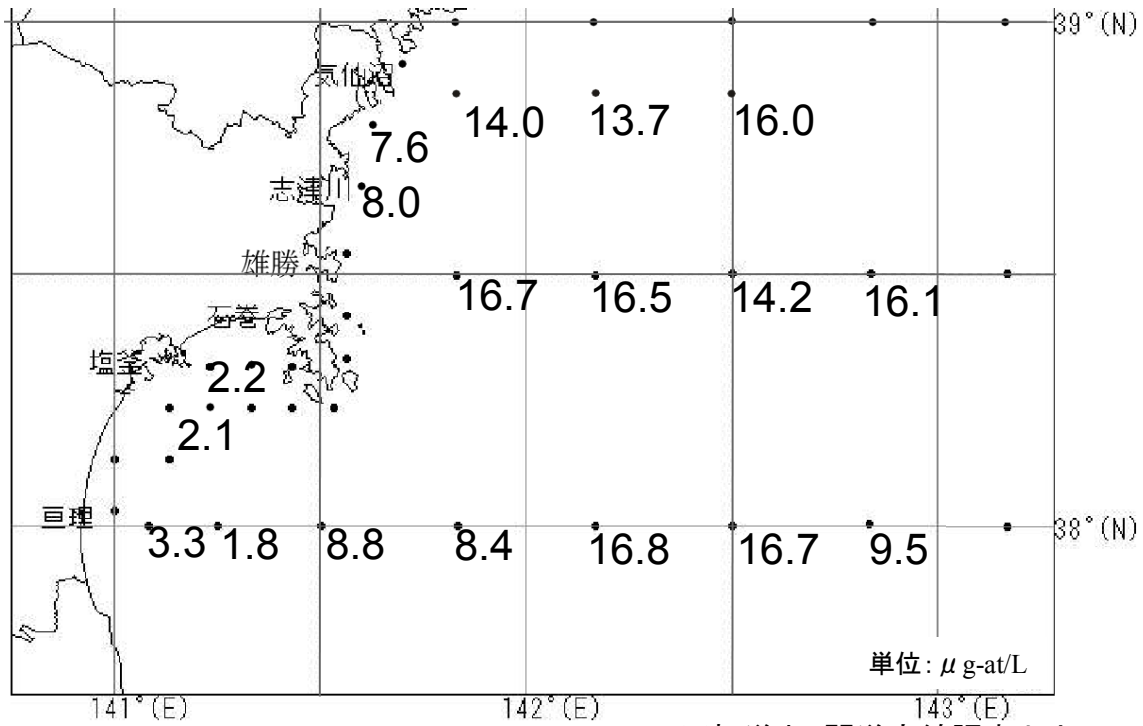 39°(N)
気仙沼
14.0 13.7 16.0
7.6
志津川
8.0
雄勝
16.7 16.5 14.2 16.1
石巻
塩釜
2.2
2.1
亘理
3.3 1.8 8.8 8.4 16.8 16.7 9.5
38°(N)
単位: μg-at/L
141°(E) 142°(E) 143°(E)